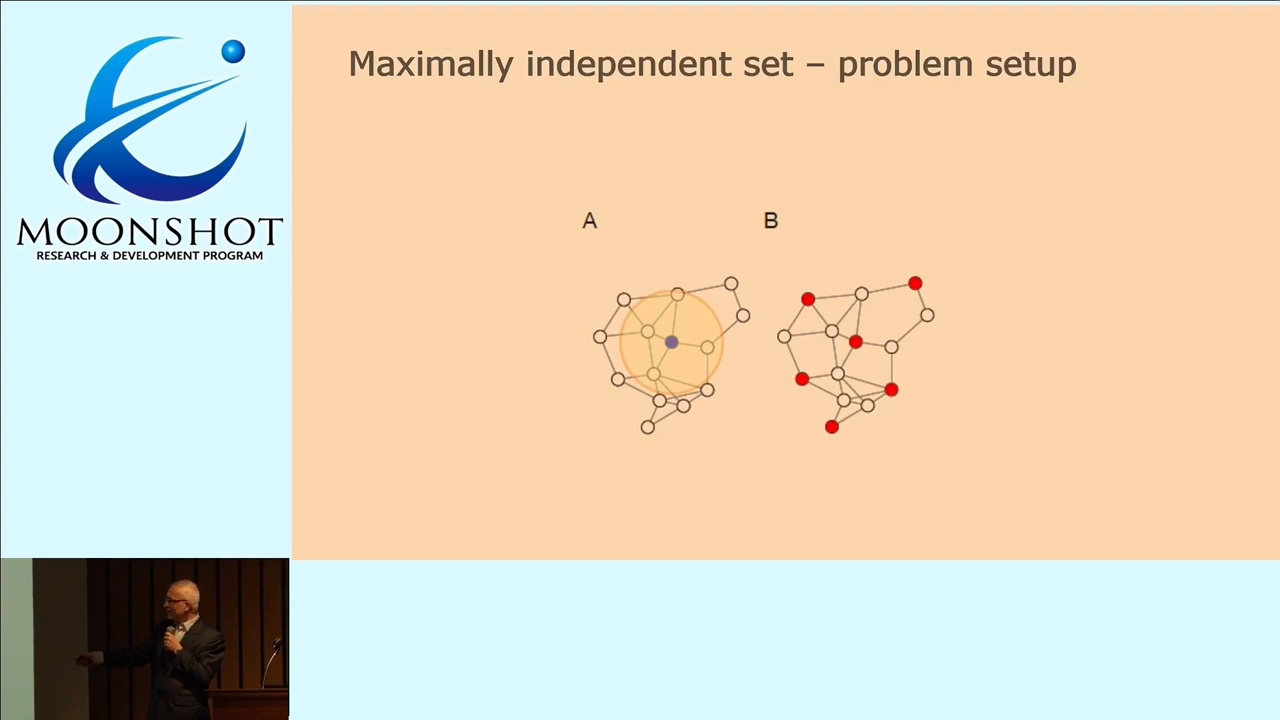 MOONSHOT
RESEARCH & DEVELOPMENT PROGRAM
Maximally independent set – problem setup
A
B